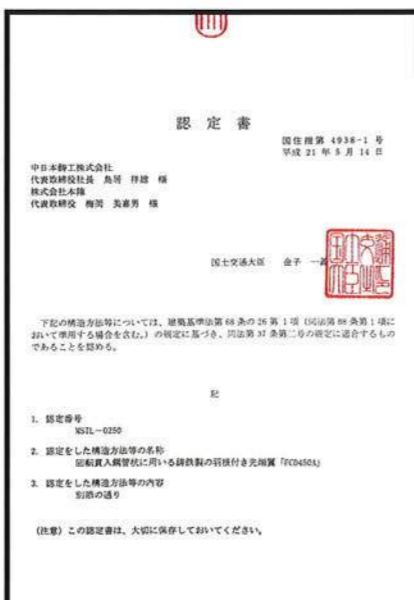 認定書
国住指第 4938-1 号
平成 21 年 5 月 14 日
中日本鋳工株式会社
代表取締役社長 鳥居 祥雄 様
株式会社本陣
代表取締役 梅岡 美喜男 様
国土交通大臣 金子 一義
下記の構造方法等については、建築基準法第 68 条の 26 第 1 項（同法第 88 条第 1 項に
おいて準用する場合を含む。）の規定に基づき、同法第 37 条第二号の規定に適合するもの
であることを認める。
記
1. 認定番号
MSTL-0250
2. 認定をした構造方法等の名称
回転貫入鋼管杭に用いる鋳鉄製の羽根付き先端翼「FCD450A」
3. 認定をした構造方法等の内容
別添の通り
（注意）この認定書は、大切に保存しておいてください。